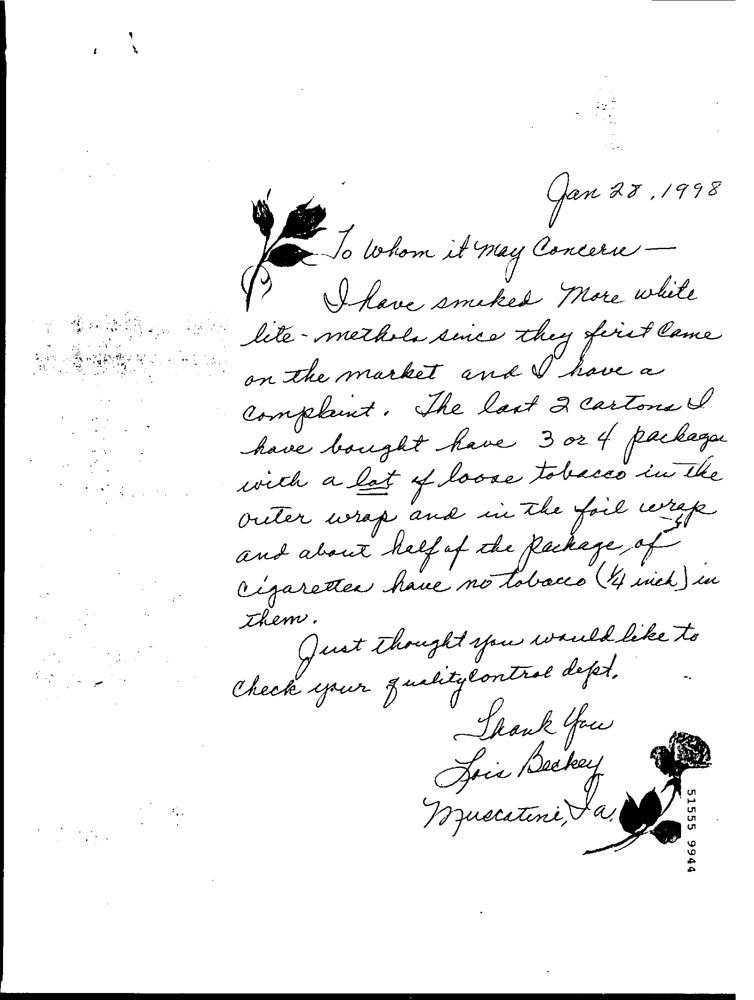 Jan 28, 1998
To Whom it May Concern —
I have smoked More white
lite-methols since they first came
on the market and I have a
complaint. The last 2 cartons I
have bought have 3 or 4 packages
with a lot of loose tobacco in the
outer wrap and in the foil wrap
and about half of the package, of
cigarettes have no tobacco (1/4 inch) in
them.
Just thought you would like to
check your quality control dept.
Thank You
Lois Beckey
Muscatine, Ia.
51555 9944